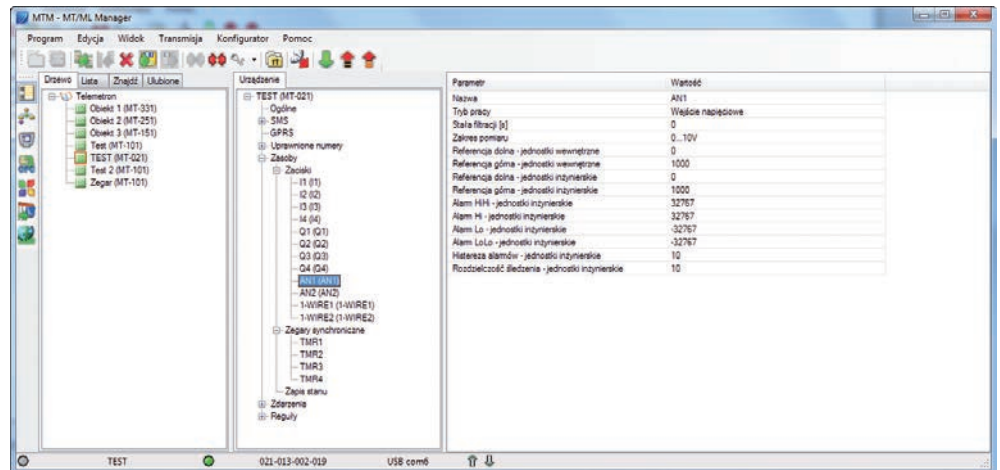 MTM - MT/ML Manager
Program Edycja Widok Transmisja Konfigurator Pomoc
Drzewo Lista Znajdź Ulubione
Telemetron
Obiekt 1 (MT-331)
Obiekt 2 (MT-251)
Obiekt 3 (MT-151)
Test (MT-101)
TEST (MT-021)
Test 2 (MT-101)
Zegar (MT-101)
Urządzenie
TEST (MT-021)
Ogólne
SMS
GPRS
Uprawnione numery
Zasoby
Zaciski
I1 (I1)
I2 (I2)
I3 (I3)
I4 (I4)
Q1 (Q1)
Q2 (Q2)
Q3 (Q3)
Q4 (Q4)
AN1 (AN1)
AN2 (AN2)
1-WIRE1 (1-WIRE1)
1-WIRE2 (1-WIRE2)
Zegary synchroniczne
TMR1
TMR2
TMR3
TMR4
Zapis stanu
Zdarzenia
Reguły
Parametr Wartość
Nazwa AN1
Tryb pracy Wejście napięciowe
Stała filtracji [s] 0
Zakres pomiaru 0...10V
Referencja dolna - jednostki wewnętrzne 0
Referencja górna - jednostki wewnętrzne 1000
Referencja dolna - jednostki inżynierskie 0
Referencja górna - jednostki inżynierskie 1000
Alarm HiHi - jednostki inżynierskie 32767
Alarm Hi - jednostki inżynierskie 32767
Alarm Lo - jednostki inżynierskie -32767
Alarm LoLo - jednostki inżynierskie -32767
Histereza alarmów - jednostki inżynierskie 10
Rozdzielczość śledzenia - jednostki inżynierskie 10
TEST 021-013-002-019 USB com6